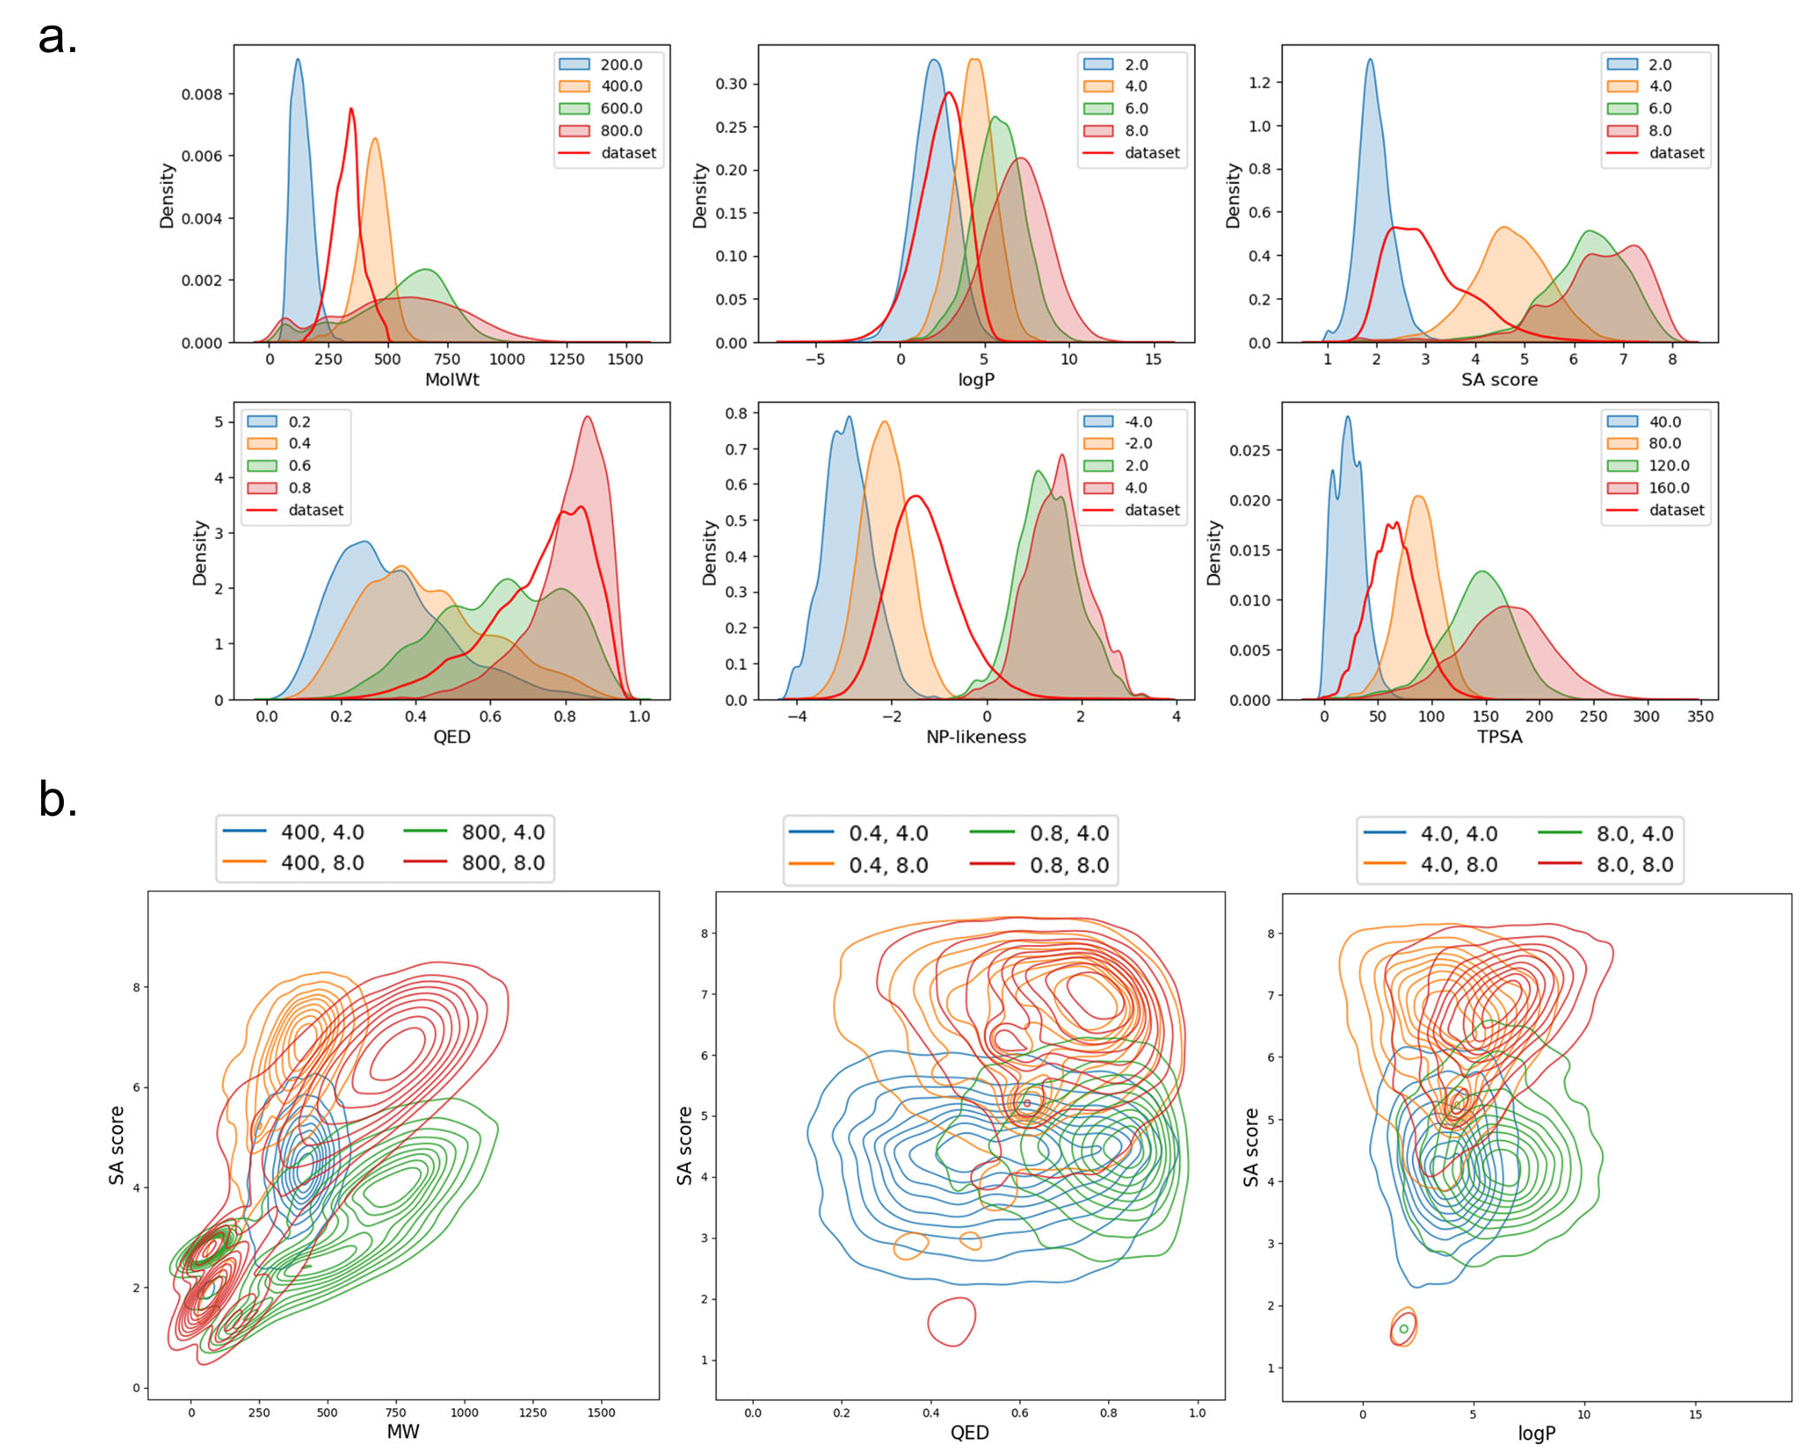 a.
200.0
400.0
600.0
800.0
dataset
0.008
0.006
0.004
0.002
0.000
Density
0 250 500 750 1000 1250 1500
MolWt
2.0
4.0
6.0
8.0
dataset
0.30
0.25
0.20
0.15
0.10
0.05
0.00
Density
−5 0 5 10 15
logP
2.0
4.0
6.0
8.0
dataset
1.2
1.0
0.8
0.6
0.4
0.2
0.0
Density
1 2 3 4 5 6 7 8
SA score
0.2
0.4
0.6
0.8
dataset
5
4
3
2
1
0
Density
0.0 0.2 0.4 0.6 0.8 1.0
QED
-4.0
-2.0
2.0
4.0
dataset
0.8
0.7
0.6
0.5
0.4
0.3
0.2
0.1
0.0
Density
−4 −2 0 2 4
NP-likeness
40.0
80.0
120.0
160.0
dataset
0.025
0.020
0.015
0.010
0.005
0.000
Density
0 50 100 150 200 250 300 350
TPSA
b.
400, 4.0 800, 4.0
400, 8.0 800, 8.0
8
6
4
2
0
SA score
0 250 500 750 1000 1250 1500
MW
0.4, 4.0 0.8, 4.0
0.4, 8.0 0.8, 8.0
8
7
6
5
4
3
2
1
SA score
0.0 0.2 0.4 0.6 0.8 1.0
QED
4.0, 4.0 8.0, 4.0
4.0, 8.0 8.0, 8.0
8
7
6
5
4
3
2
1
SA score
0 5 10 15
logP